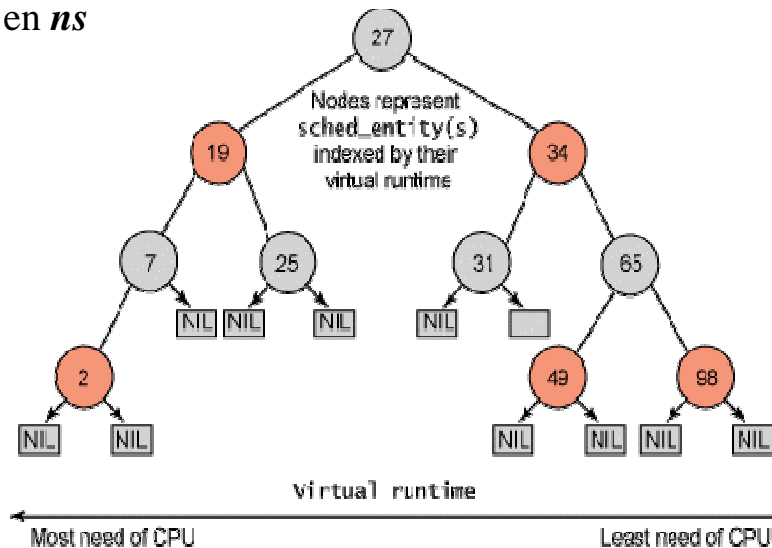 en ns
27
Nodes represent
sched_entity(s)
indexed by their
virtual runtime
19
34
7
25
31
65
NIL
NIL
NIL
NIL
2
49
98
NIL
NIL
NIL
NIL
NIL
NIL
Virtual runtime
Most need of CPU
Least need of CPU